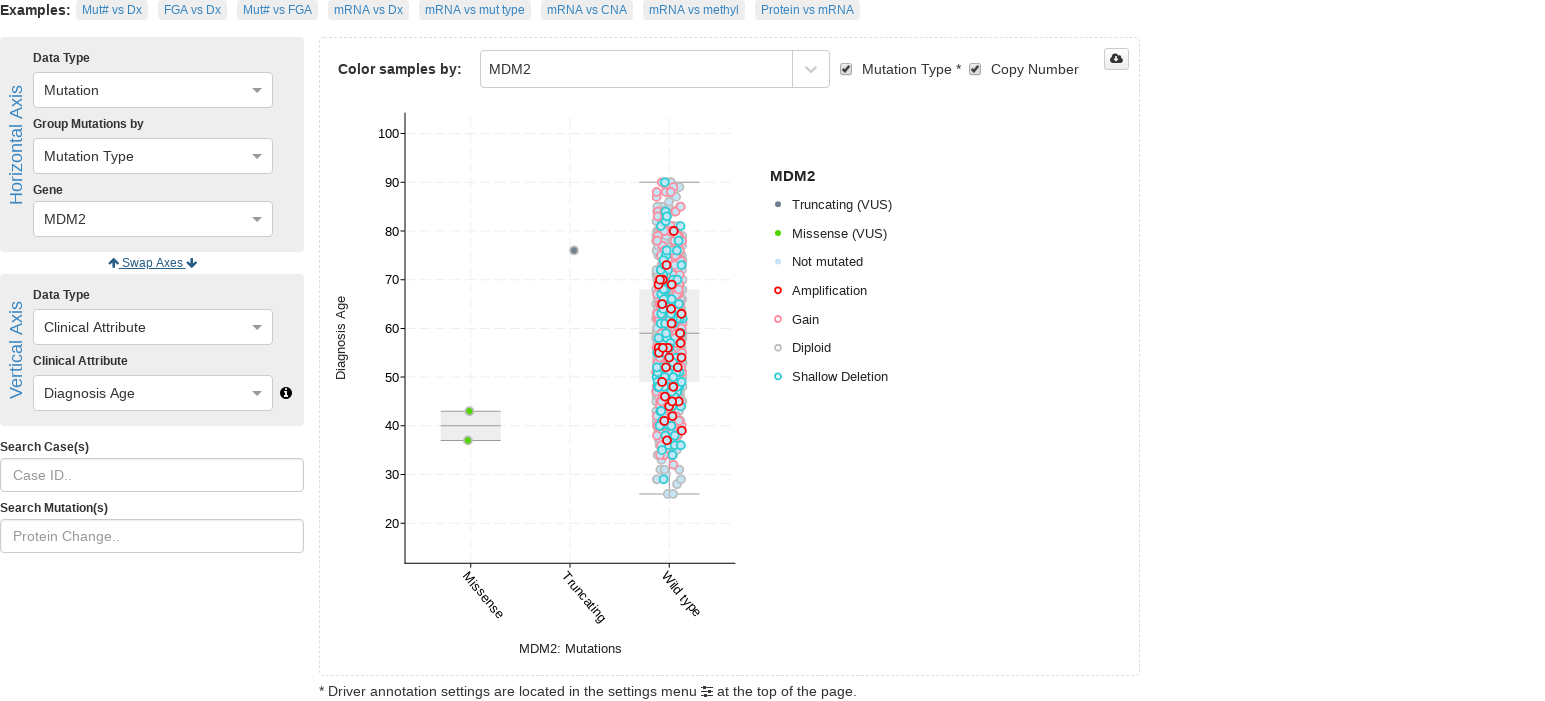 Examples: Mut# vs Dx FGA vs Dx Mut# vs FGA mRNA vs Dx mRNA vs mut type mRNA vs CNA mRNA vs methyl Protein vs mRNA
Horizontal Axis
Data Type
Mutation
Group Mutations by
Mutation Type
Gene
MDM2
Swap Axes
Vertical Axis
Data Type
Clinical Attribute
Clinical Attribute
Diagnosis Age
Search Case(s)
Case ID..
Search Mutation(s)
Protein Change..
Color samples by: MDM2 Mutation Type * Copy Number
Diagnosis Age
100
90
80
70
60
50
40
30
20
Missense
Truncating
Wild type
MDM2: Mutations
MDM2
Truncating (VUS)
Missense (VUS)
Not mutated
Amplification
Gain
Diploid
Shallow Deletion
* Driver annotation settings are located in the settings menu at the top of the page.